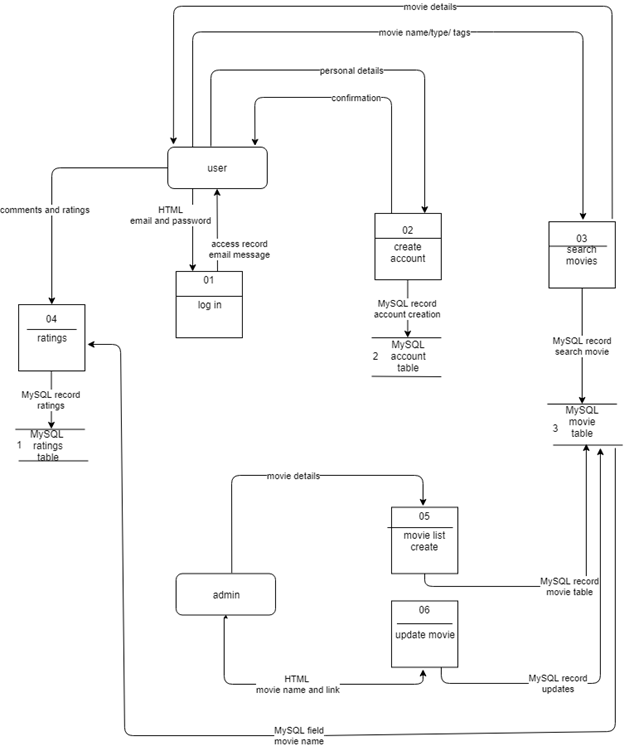 movie details
movie name/type/ tags
personal details
confirmation
user
comments and ratings
HTML
email and password
access record
email message
01
log in
02
create
account
03
search
movies
04
ratings
MySQL record
account creation
MySQL
account
table
2
MySQL record
search movie
MySQL record
ratings
MySQL
ratings
table
1
MySQL
movie
table
3
movie details
05
movie list
create
admin
MySQL record
movie table
06
update movie
HTML
movie name and link
MySQL record
updates
MySQL field
movie name